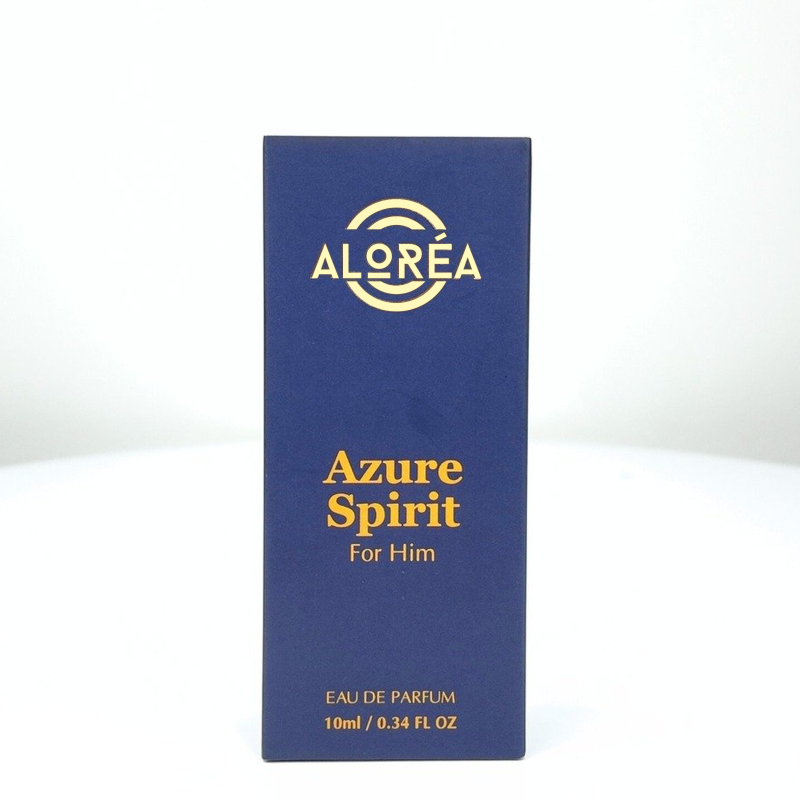 ALORÉA
Azure
Spirit
For Him
EAU DE PARFUM
10ml / 0.34 FL OZ